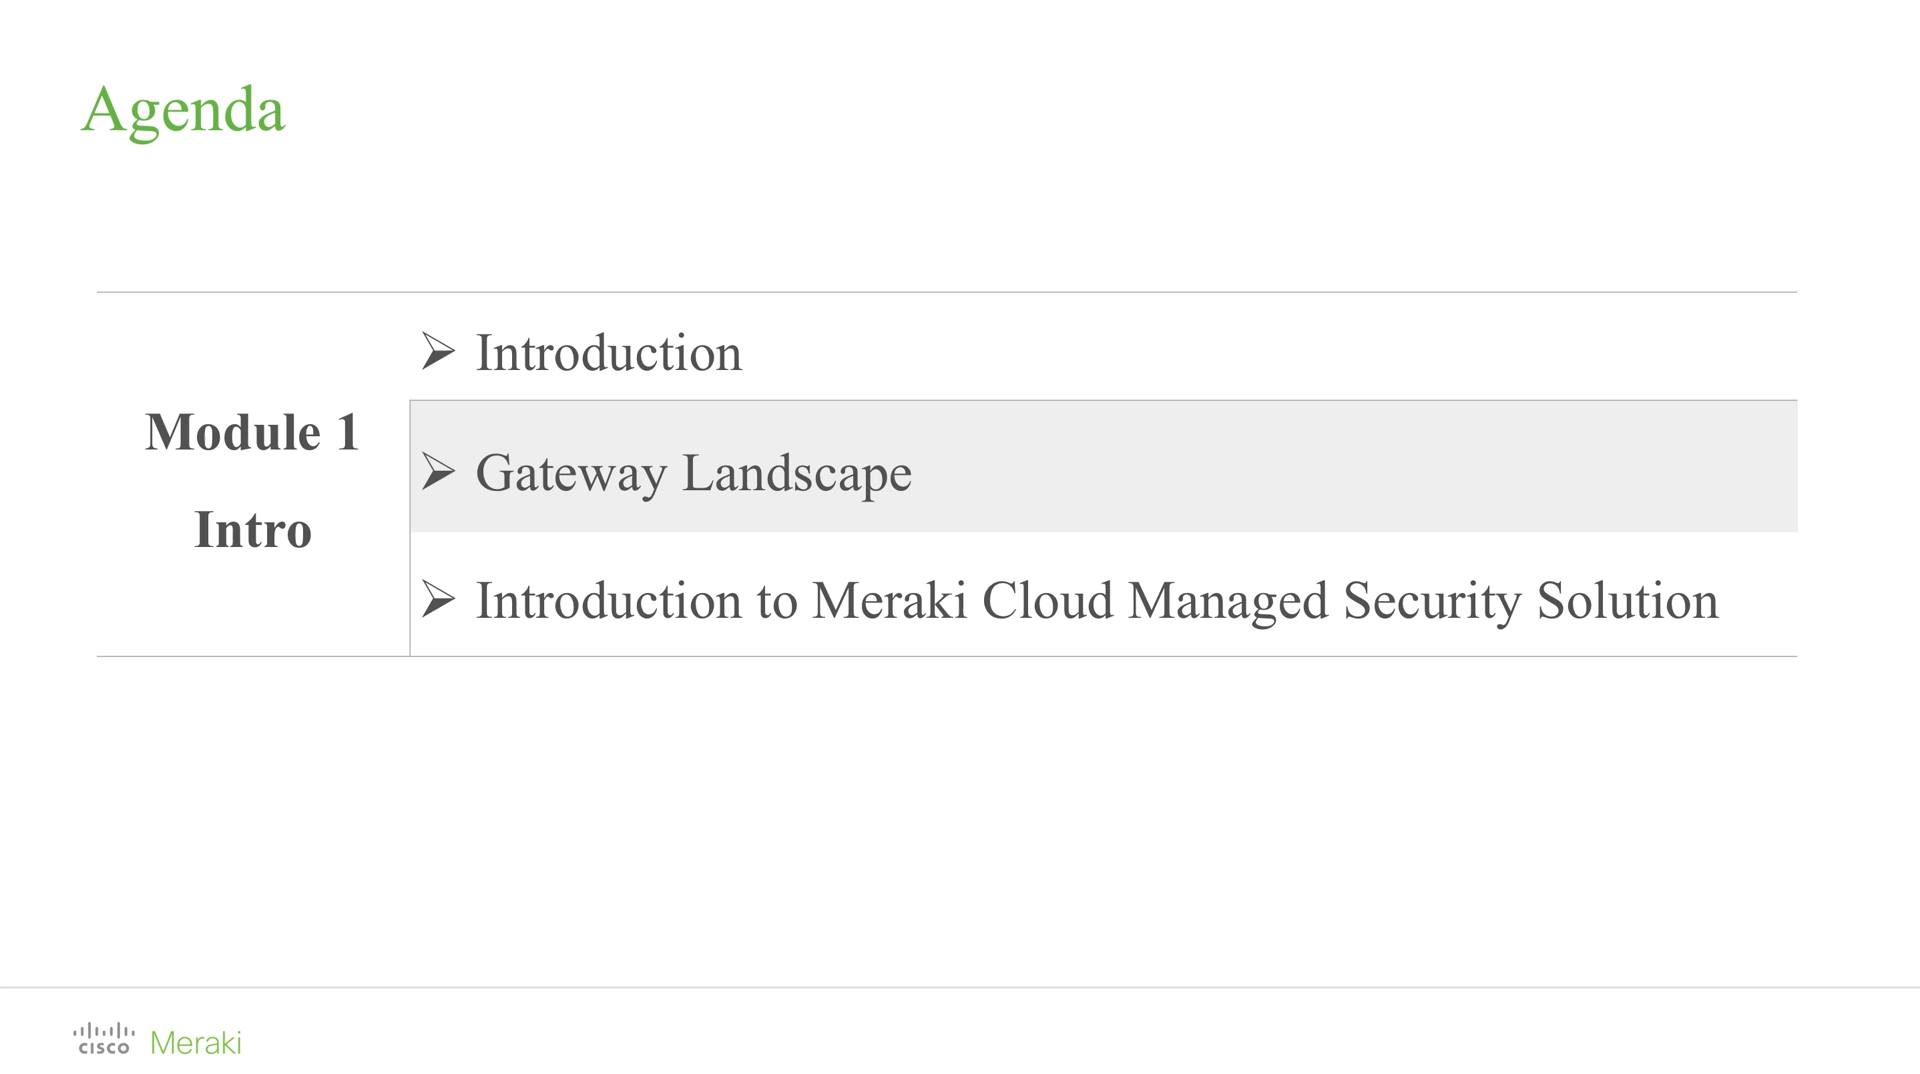 Agenda
Module 1
Intro
➢ Introduction
➢ Gateway Landscape
➢ Introduction to Meraki Cloud Managed Security Solution
CISCO Meraki